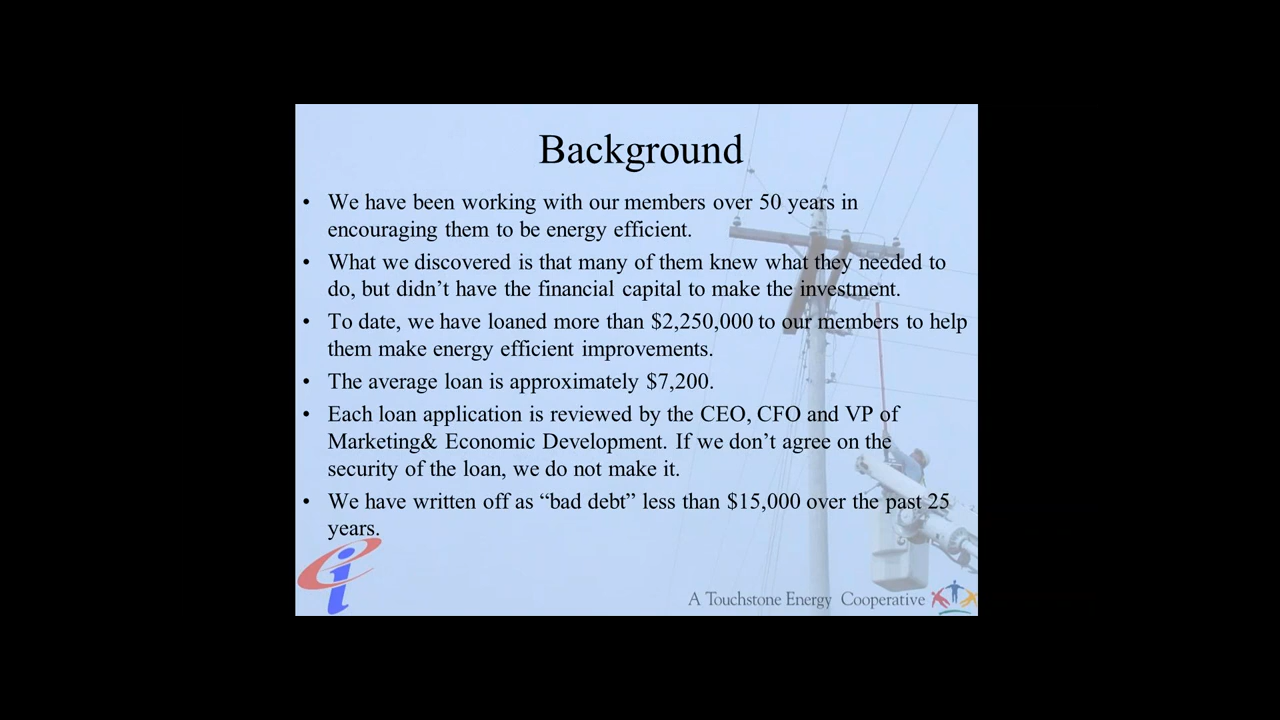 Background
• We have been working with our members over 50 years in
encouraging them to be energy efficient.
• What we discovered is that many of them knew what they needed to
do, but didn’t have the financial capital to make the investment.
• To date, we have loaned more than $2,250,000 to our members to help
them make energy efficient improvements.
• The average loan is approximately $7,200.
• Each loan application is reviewed by the CEO, CFO and VP of
Marketing& Economic Development. If we don’t agree on the
security of the loan, we do not make it.
• We have written off as “bad debt” less than $15,000 over the past 25
years.
i
A Touchstone Energy Cooperative